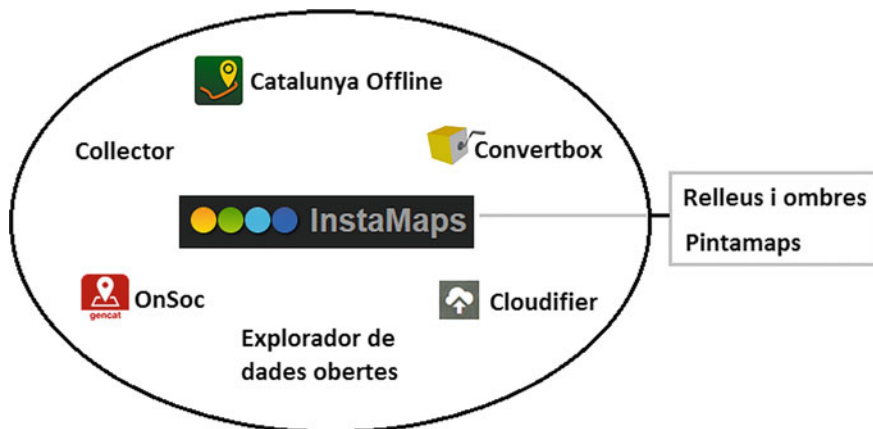 Catalunya Offline
Collector
Convertbox
InstaMaps
Relleus i ombres
Pintamaps
OnSoc
gencat
Cloudifier
Explorador de
dades obertes